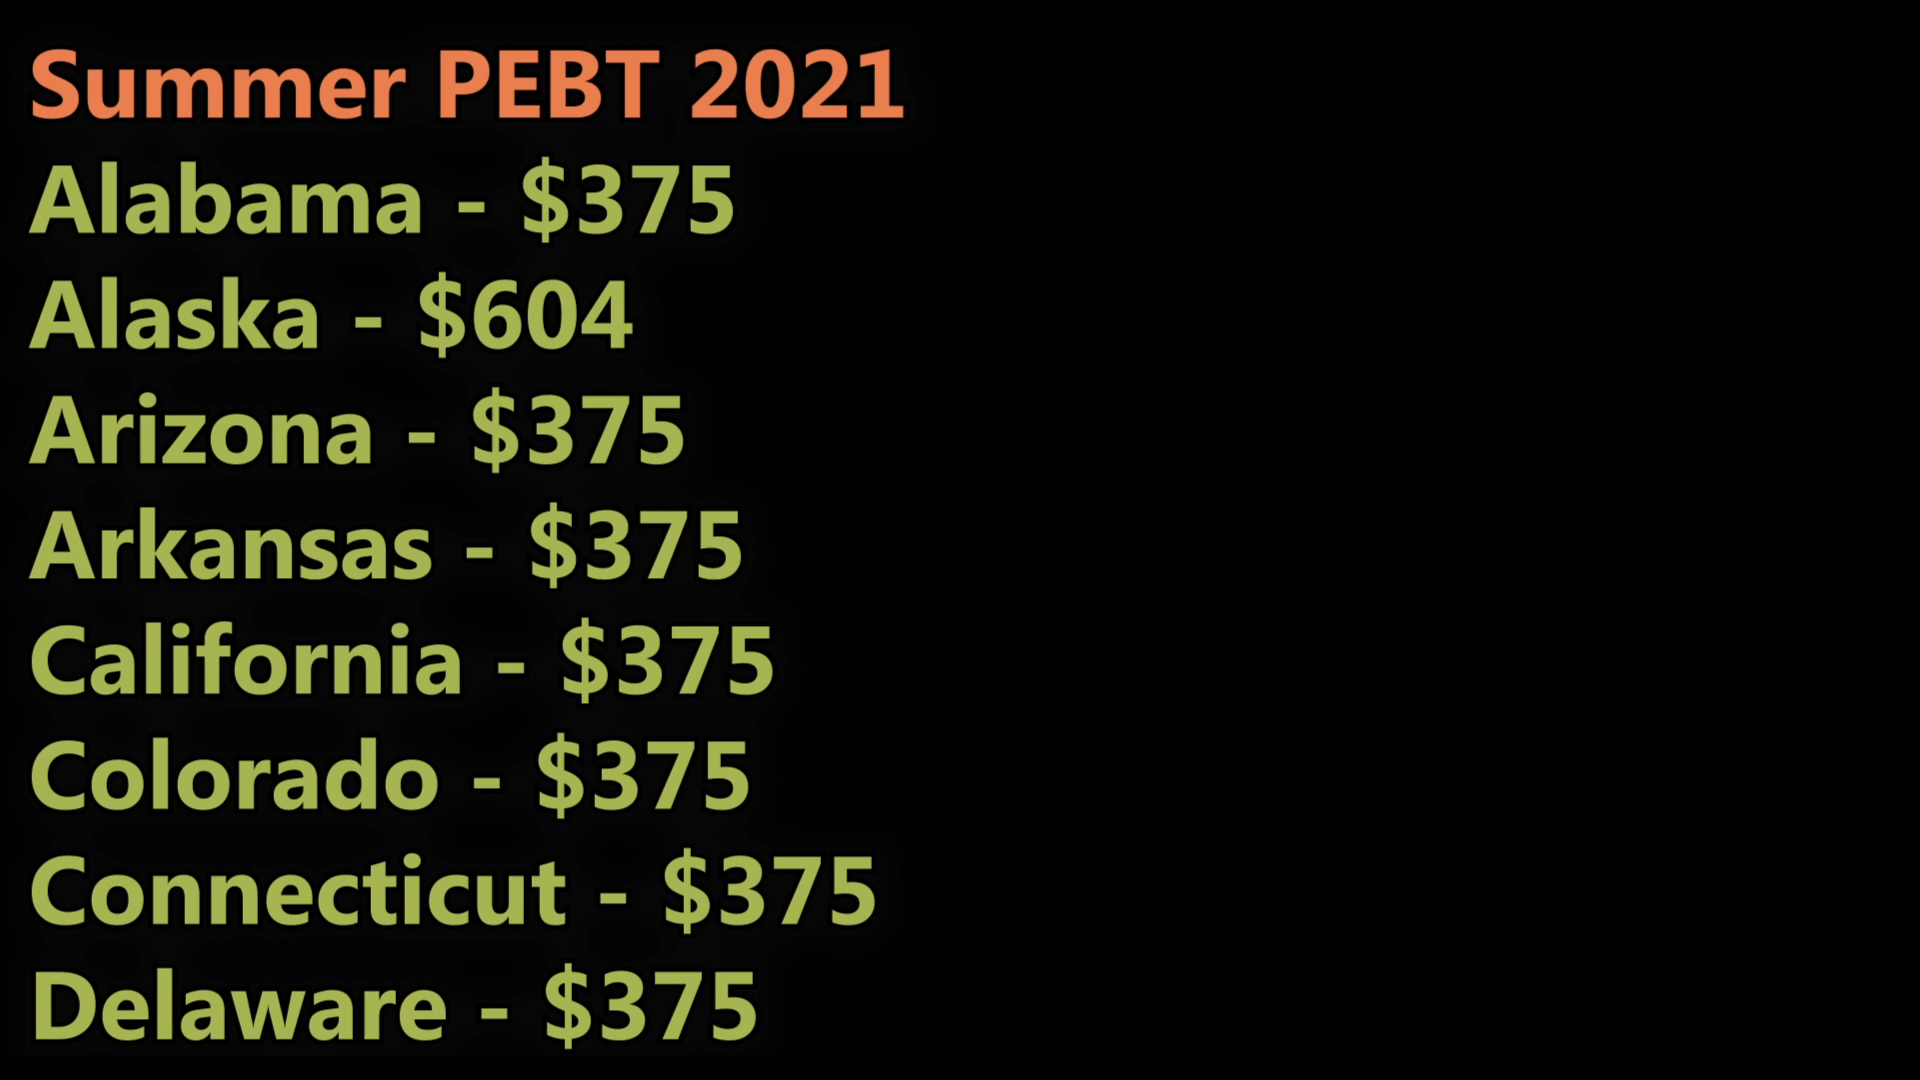 Summer PEBT 2021
Alabama - $375
Alaska - $604
Arizona - $375
Arkansas - $375
California - $375
Colorado - $375
Connecticut - $375
Delaware - $375